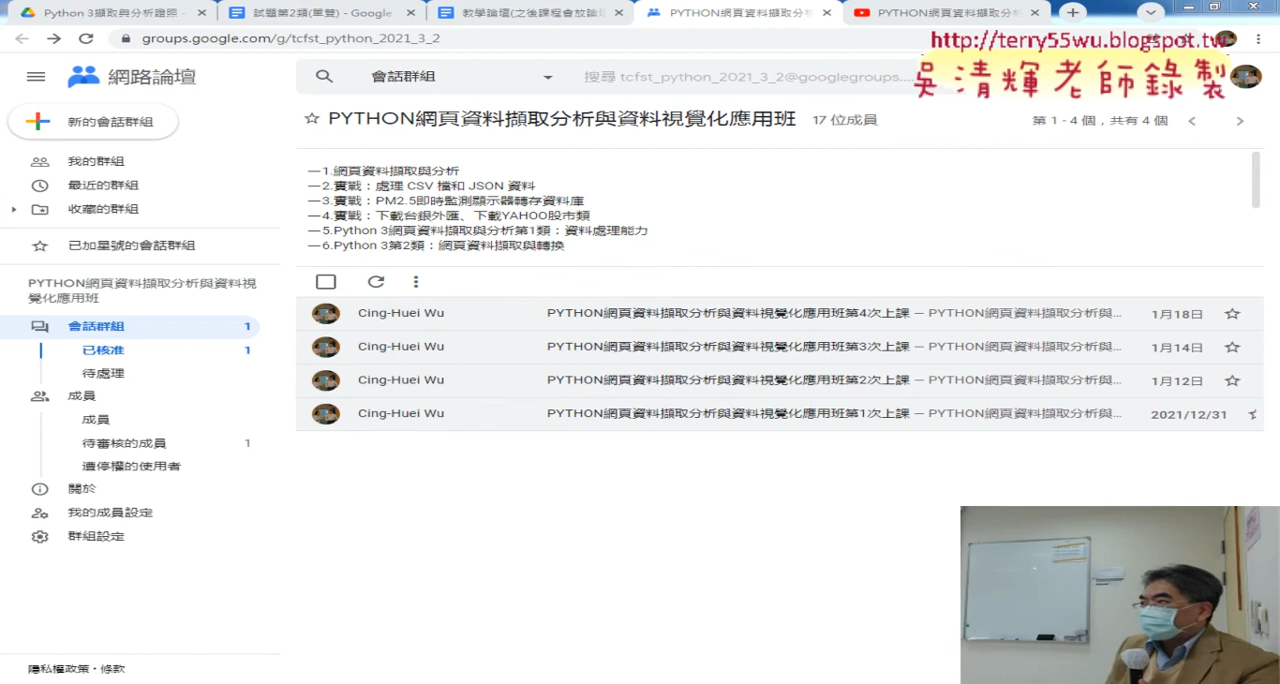 Python 3擷取與分析證照
試題第2類(單雙) - Google
教學論壇(之後課程會放論
PYTHON網頁資料擷取分
PYTHON網頁資料擷取分
groups.google.com/g/tcfst_python_2021_3_2
http://terry55wu.blogspot.tw
吳清輝老師錄製
網路論壇
會話群組
搜尋 tcfst_python_2021_3_2@googlegroups....
新的會話群組
PYTHON網頁資料擷取分析與資料視覺化應用班
17 位成員
第 1 - 4 個，共有 4 個
我的群組
最近的群組
收藏的群組
已加星號的會話群組
PYTHON網頁資料擷取分析與資料視
覺化應用班
會話群組 1
已核准 1
待處理
成員
成員
待審核的成員 1
遭停權的使用者
關於
我的成員設定
群組設定
隱私權政策・條款
—1.網頁資料擷取與分析
—2.實戰：處理 CSV 檔和 JSON 資料
—3.實戰：PM2.5即時監測顯示器轉存資料庫
—4.實戰：下載台銀外匯、下載YAHOO股市類
—5.Python 3網頁資料擷取與分析第1類：資料處理能力
—6.Python 3第2類：網頁資料擷取與轉換
Cing-Huei Wu PYTHON網頁資料擷取分析與資料視覺化應用班第4次上課 – PYTHON網頁資料擷取分析與... 1月18日
Cing-Huei Wu PYTHON網頁資料擷取分析與資料視覺化應用班第3次上課 – PYTHON網頁資料擷取分析與... 1月14日
Cing-Huei Wu PYTHON網頁資料擷取分析與資料視覺化應用班第2次上課 – PYTHON網頁資料擷取分析與... 1月12日
Cing-Huei Wu PYTHON網頁資料擷取分析與資料視覺化應用班第1次上課 – PYTHON網頁資料擷取分析與... 2021/12/31